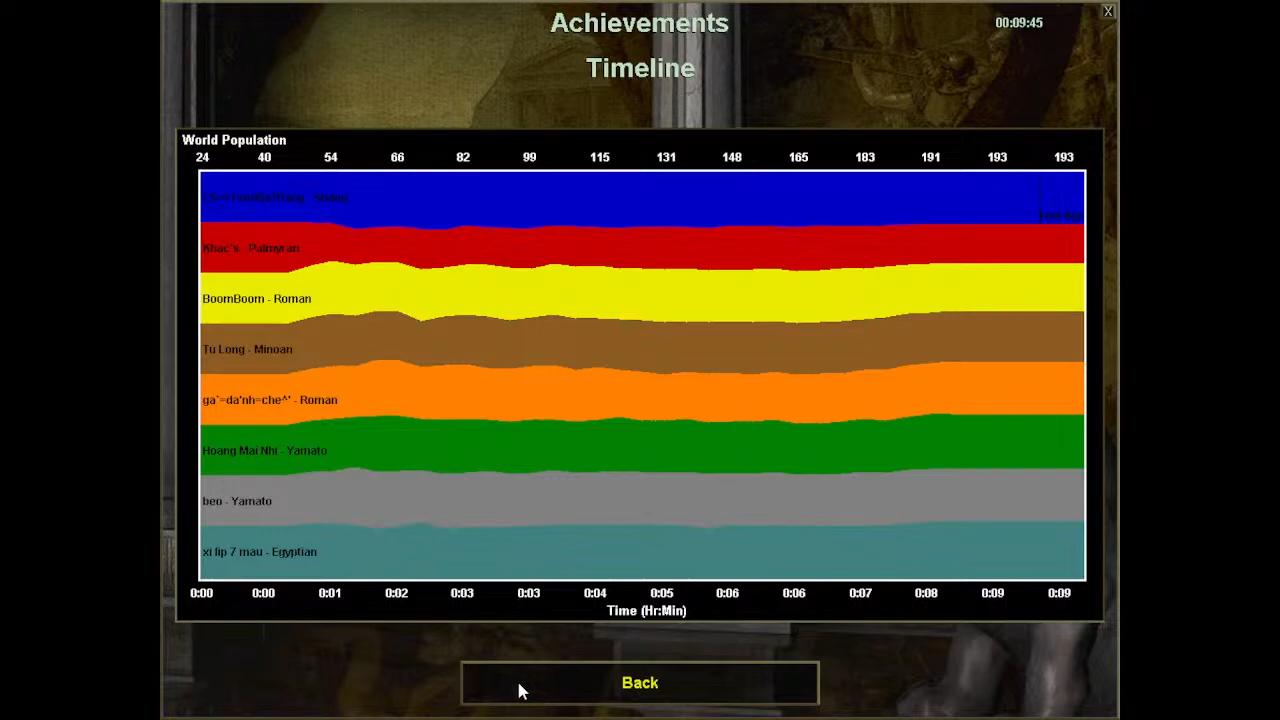 Achievements
00:09:45
X
Timeline
World Population
24 40 54 66 82 99 115 131 148 165 183 191 193 193
Shang
Khac's - Palmyran
BoomBoom - Roman
Tu Long - Minoan
ga`=da'nh=che^' - Roman
Hoang Mai Nhi - Yamato
beo - Yamato
xi lip 7 mau - Egyptian
0:00 0:00 0:01 0:02 0:03 0:03 0:04 0:05 0:06 0:06 0:07 0:08 0:09 0:09
Time (Hr:Min)
Back